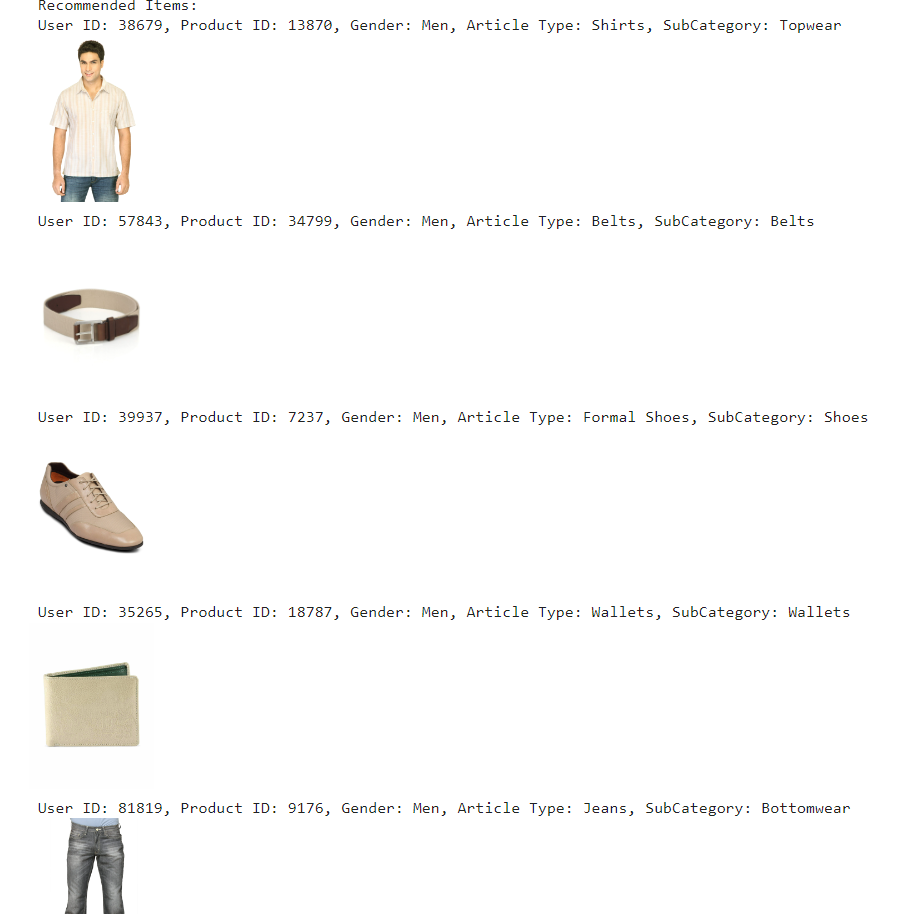 Recommended Items:
User ID: 38679, Product ID: 13870, Gender: Men, Article Type: Shirts, SubCategory: Topwear
User ID: 57843, Product ID: 34799, Gender: Men, Article Type: Belts, SubCategory: Belts
User ID: 39937, Product ID: 7237, Gender: Men, Article Type: Formal Shoes, SubCategory: Shoes
User ID: 35265, Product ID: 18787, Gender: Men, Article Type: Wallets, SubCategory: Wallets
User ID: 81819, Product ID: 9176, Gender: Men, Article Type: Jeans, SubCategory: Bottomwear